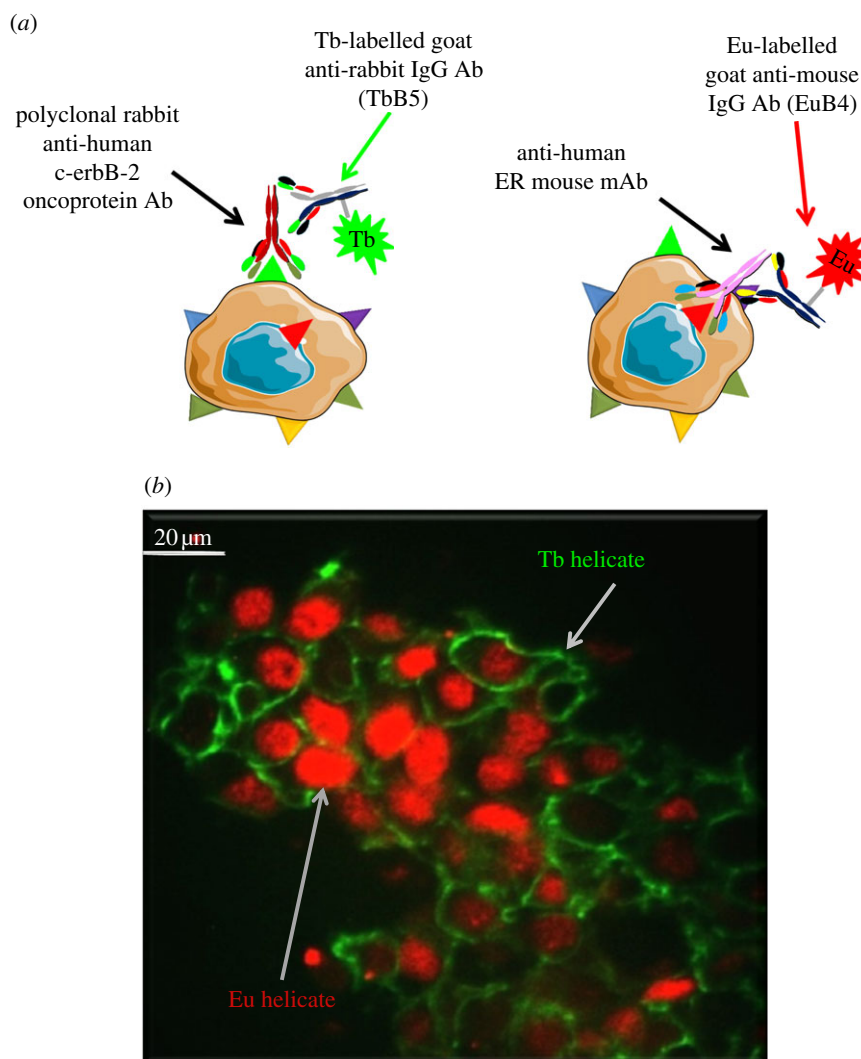 (a)
Tb-labelled goat
anti-rabbit IgG Ab
(TbB5)
polyclonal rabbit
anti-human
c-erbB-2
oncoprotein Ab
Tb
Eu-labelled
goat anti-mouse
IgG Ab (EuB4)
anti-human
ER mouse mAb
Eu
(b)
20 µm
Tb helicate
Eu helicate